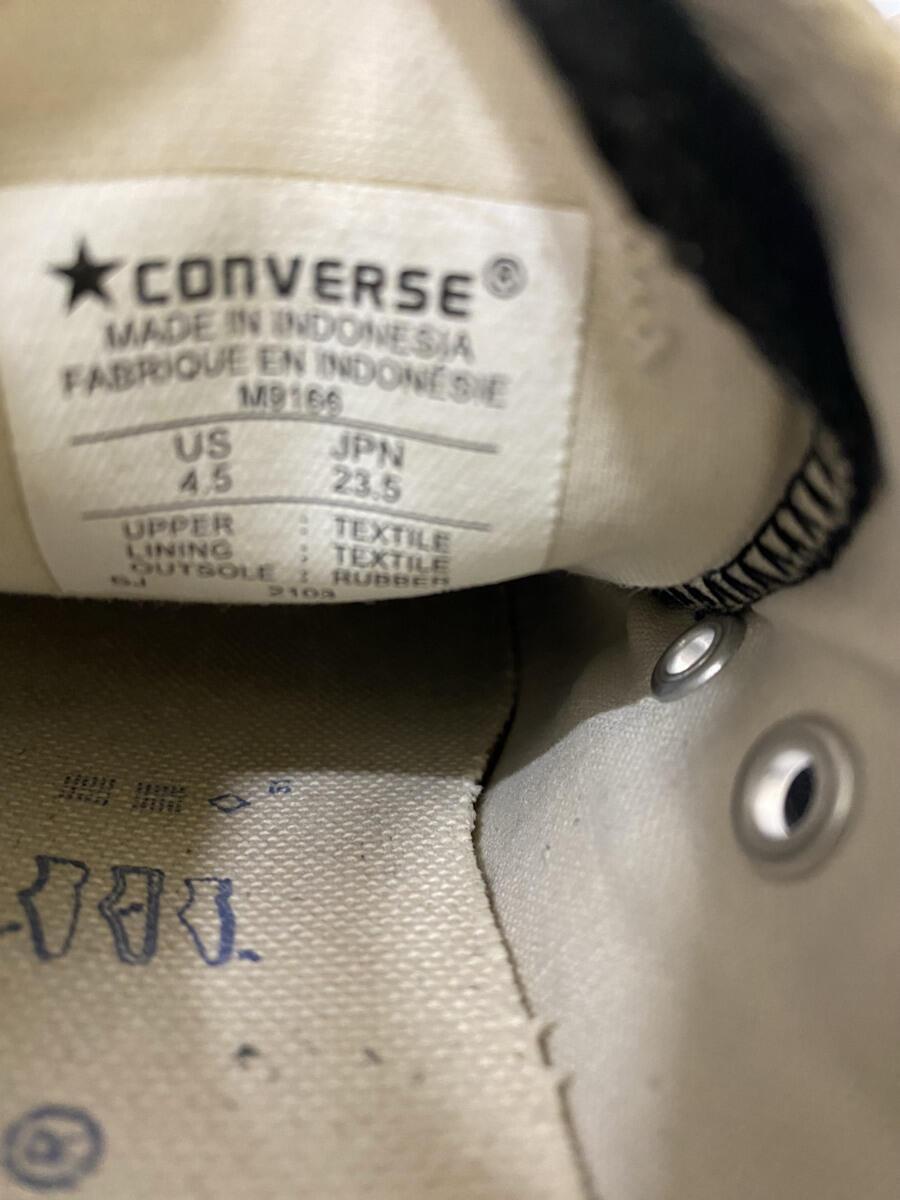 ★CONVERSE®
MADE IN INDONESIA
FABRIQUE EN INDONÉSIE
M9166
US JPN
4.5 23.5
UPPER : TEXTILE
LINING : TEXTILE
OUTSOLE : RUBBER